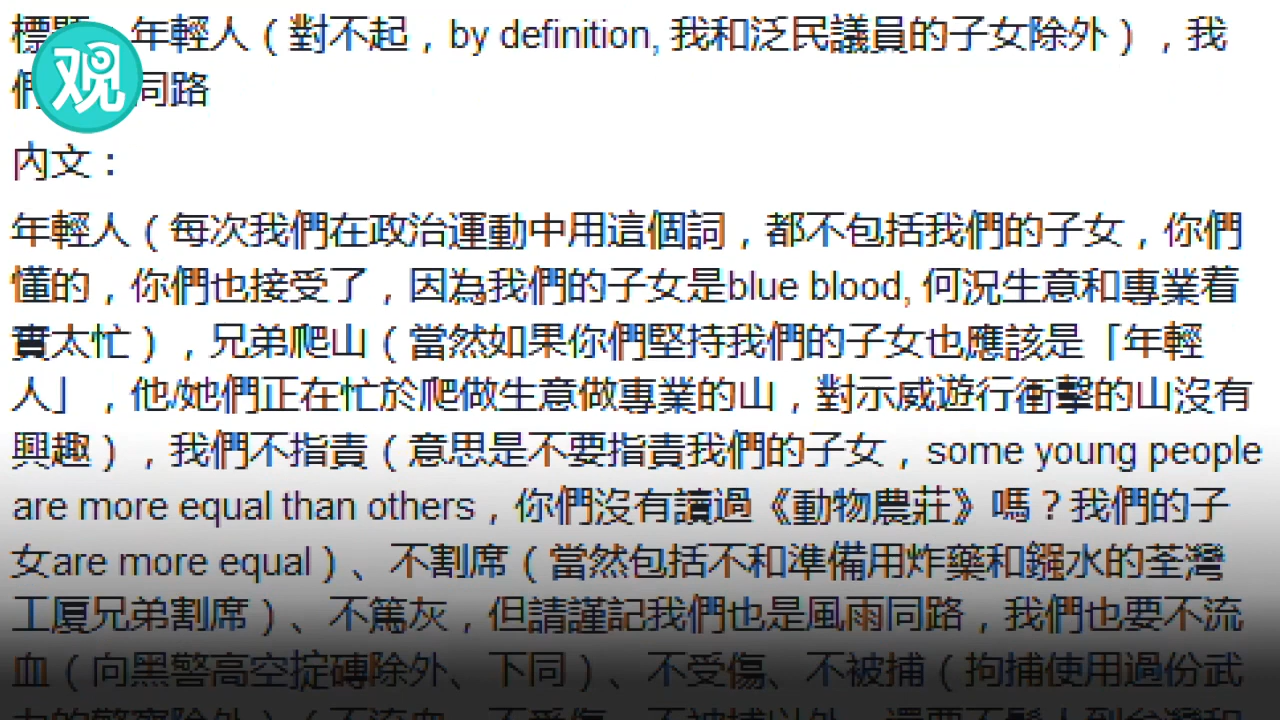 標題 年輕人（對不起，by definition, 我和泛民議員的子女除外），我
們 同路
观
內文：
年輕人（每次我們在政治運動中用這個詞，都不包括我們的子女，你們
懂的，你們也接受了，因為我們的子女是blue blood, 何況生意和專業着
實太忙），兄弟爬山（當然如果你們堅持我們的子女也應該是「年輕
人」，他/她們正在忙於爬做生意做專業的山，對示威遊行衝擊的山沒有
興趣），我們不指責（意思是不要指責我們的子女，some young people
are more equal than others，你們沒有讀過《動物農莊》嗎？我們的子
女are more equal）、不割席（當然包括不和準備用炸藥和鏹水的荃灣
工厦兄弟割席）、不篤灰，但請謹記我們也是風雨同路，我們也要不流
血（向黑警高空掟磚除外、下同）、不受傷、不被捕（拘捕使用過份武